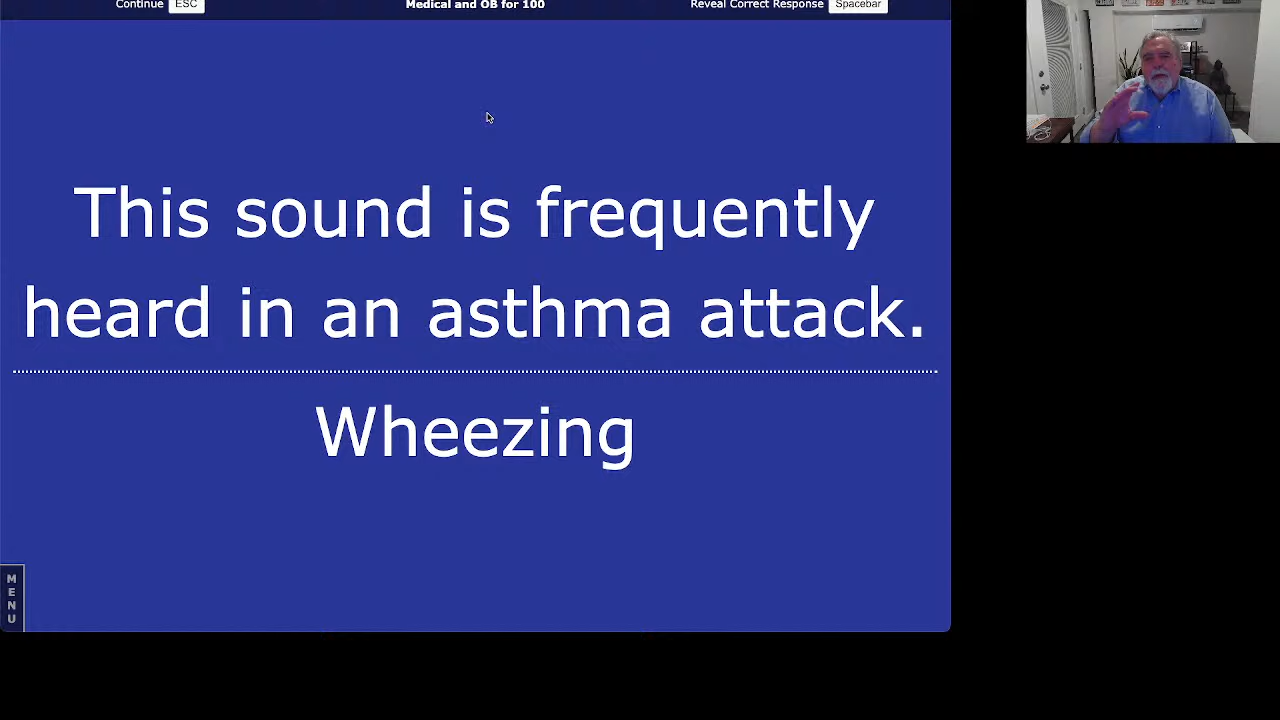 Continue ESC Medical and OB for 100 Reveal Correct Response Spacebar
This sound is frequently
heard in an asthma attack.
Wheezing
MENU